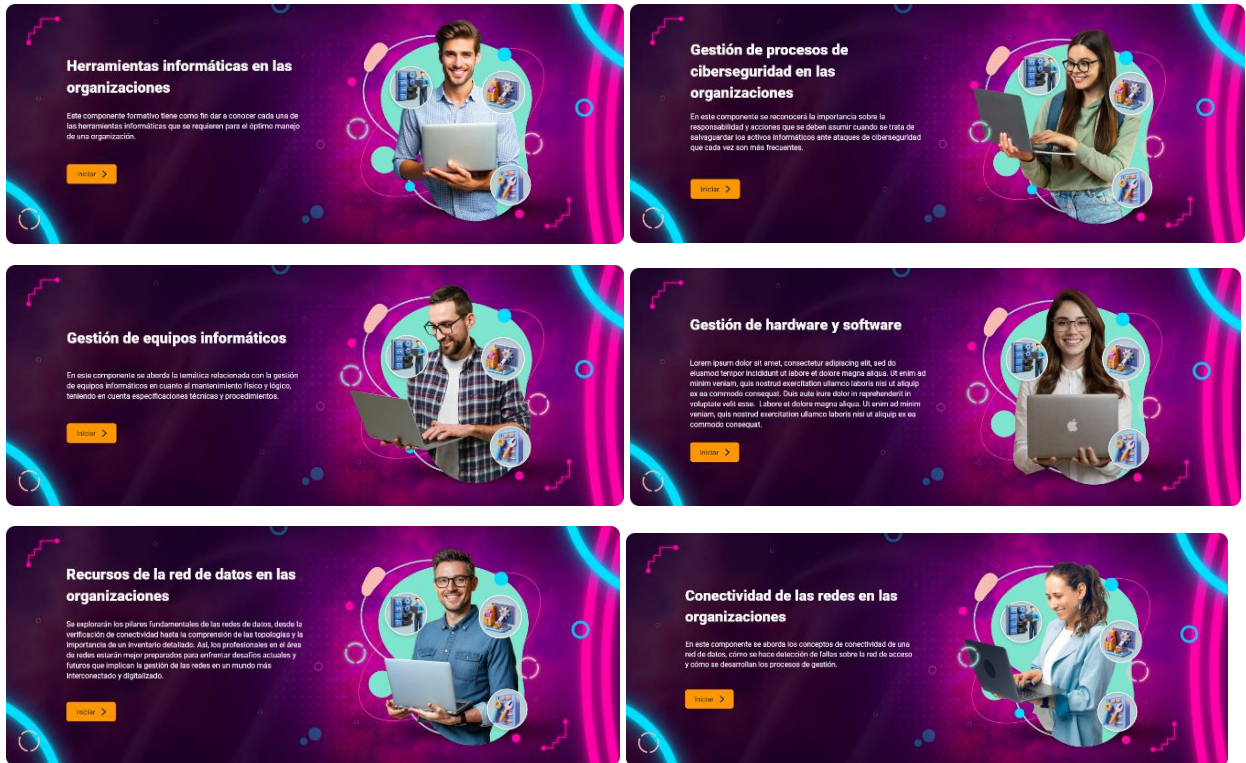 Herramientas informáticas en las
organizaciones
Este componente formativo tiene como fin dar a conocer cada una de
las herramientas informáticas que se requieren para el óptimo manejo
de una organización.
Iniciar
Gestión de procesos de
ciberseguridad en las
organizaciones
En este componente se reconocerá la importancia sobre la
responsabilidad y acciones que se deben asumir cuando se trata de
salvaguardar los activos informáticos ante ataques de ciberseguridad
que cada vez son más frecuentes.
Iniciar
Gestión de equipos informáticos
En este componente se aborda la temática relacionada con la gestión
de equipos informáticos en cuanto al mantenimiento físico y lógico,
teniendo en cuenta especificaciones técnicas y procedimientos.
Iniciar
Gestión de hardware y software
Lorem ipsum dolor sit amet, consectetur adipiscing elit, sed do
eiusmod tempor incididunt ut labore et dolore magna aliqua. Ut enim ad
minim veniam, quis nostrud exercitation ullamco laboris nisi ut aliquip
ex ea commodo consequat. Duis aute irure dolor in reprehenderit in
voluptate velit esse. Labore et dolore magna aliqua. Ut enim ad minim
veniam, quis nostrud exercitation ullamco laboris nisi ut aliquip ex ea
commodo consequat.
Iniciar
Recursos de la red de datos en las
organizaciones
Se explorarán los pilares fundamentales de las redes de datos, desde la
verificación de conectividad hasta la comprensión de las topologías y la
importancia de un inventario detallado. Así, los profesionales en el área
de redes estarán mejor preparados para enfrentar desafíos actuales y
futuros que implican la gestión de las redes en un mundo más
interconectado y digitalizado.
Iniciar
Conectividad de las redes en las
organizaciones
En este componente se aborda los conceptos de conectividad de una
red de datos, cómo se hace detección de fallas sobre la red de acceso
y cómo se desarrollan los procesos de gestión.
Iniciar